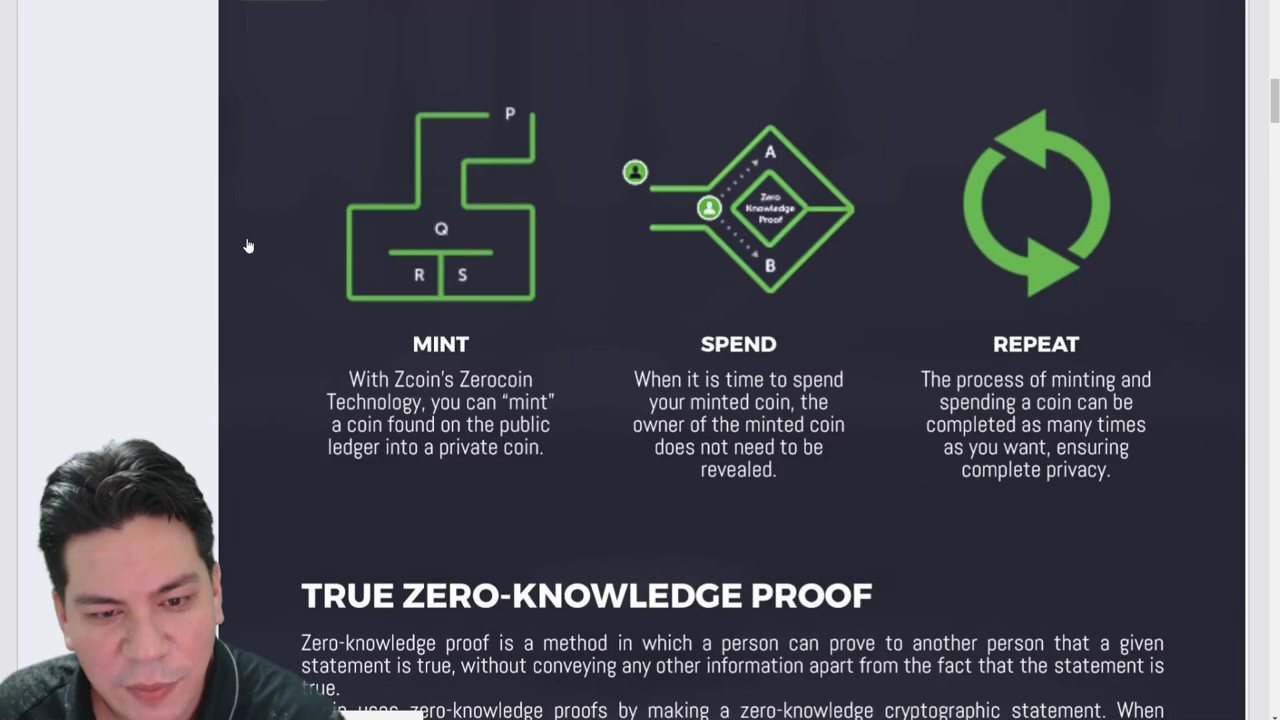 P
Q
R S
A
Zero
Knowledge
Proof
B
MINT
With Zcoin's Zerocoin
Technology, you can “mint”
a coin found on the public
ledger into a private coin.
SPEND
When it is time to spend
your minted coin, the
owner of the minted coin
does not need to be
revealed.
REPEAT
The process of minting and
spending a coin can be
completed as many times
as you want, ensuring
complete privacy.
TRUE ZERO-KNOWLEDGE PROOF
Zero-knowledge proof is a method in which a person can prove to another person that a given
statement is true, without conveying any other information apart from the fact that the statement is
true.
uses zero-knowledge proofs by making a zero-knowledge cryptographic statement. When